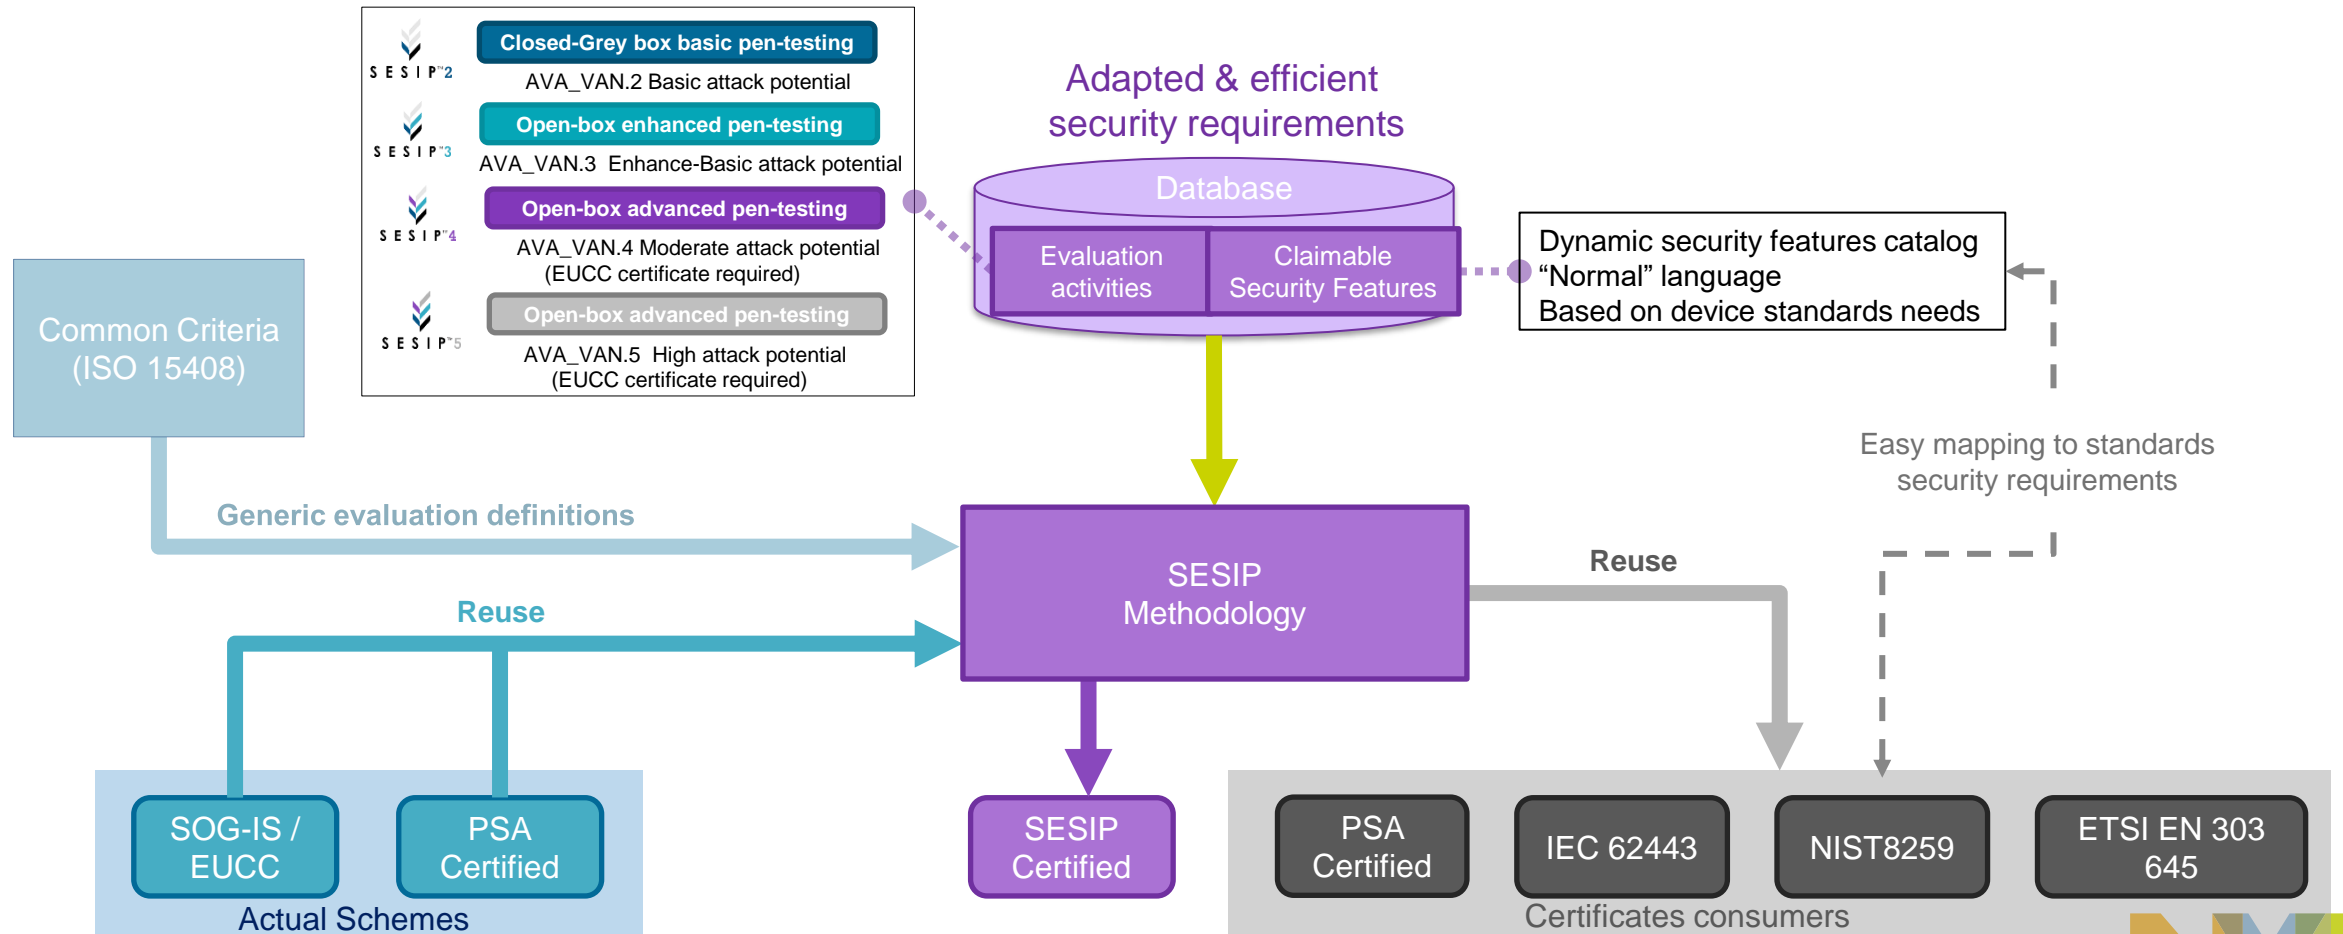 SESIP™2
Closed-Grey box basic pen-testing
AVA_VAN.2 Basic attack potential
SESIP™3
Open-box enhanced pen-testing
AVA_VAN.3 Enhance-Basic attack potential
SESIP™4
Open-box advanced pen-testing
AVA_VAN.4 Moderate attack potential
(EUCC certificate required)
SESIP™5
Open-box advanced pen-testing
AVA_VAN.5 High attack potential
(EUCC certificate required)
Adapted & efficient
security requirements
Database
Evaluation
activities
Claimable
Security Features
Dynamic security features catalog
“Normal” language
Based on device standards needs
Common Criteria
(ISO 15408)
Easy mapping to standards
security requirements
Generic evaluation definitions
SESIP
Methodology
Reuse
Reuse
SOG-IS /
EUCC
PSA
Certified
Actual Schemes
SESIP
Certified
PSA
Certified
IEC 62443
NIST8259
ETSI EN 303
645
Certificates consumers